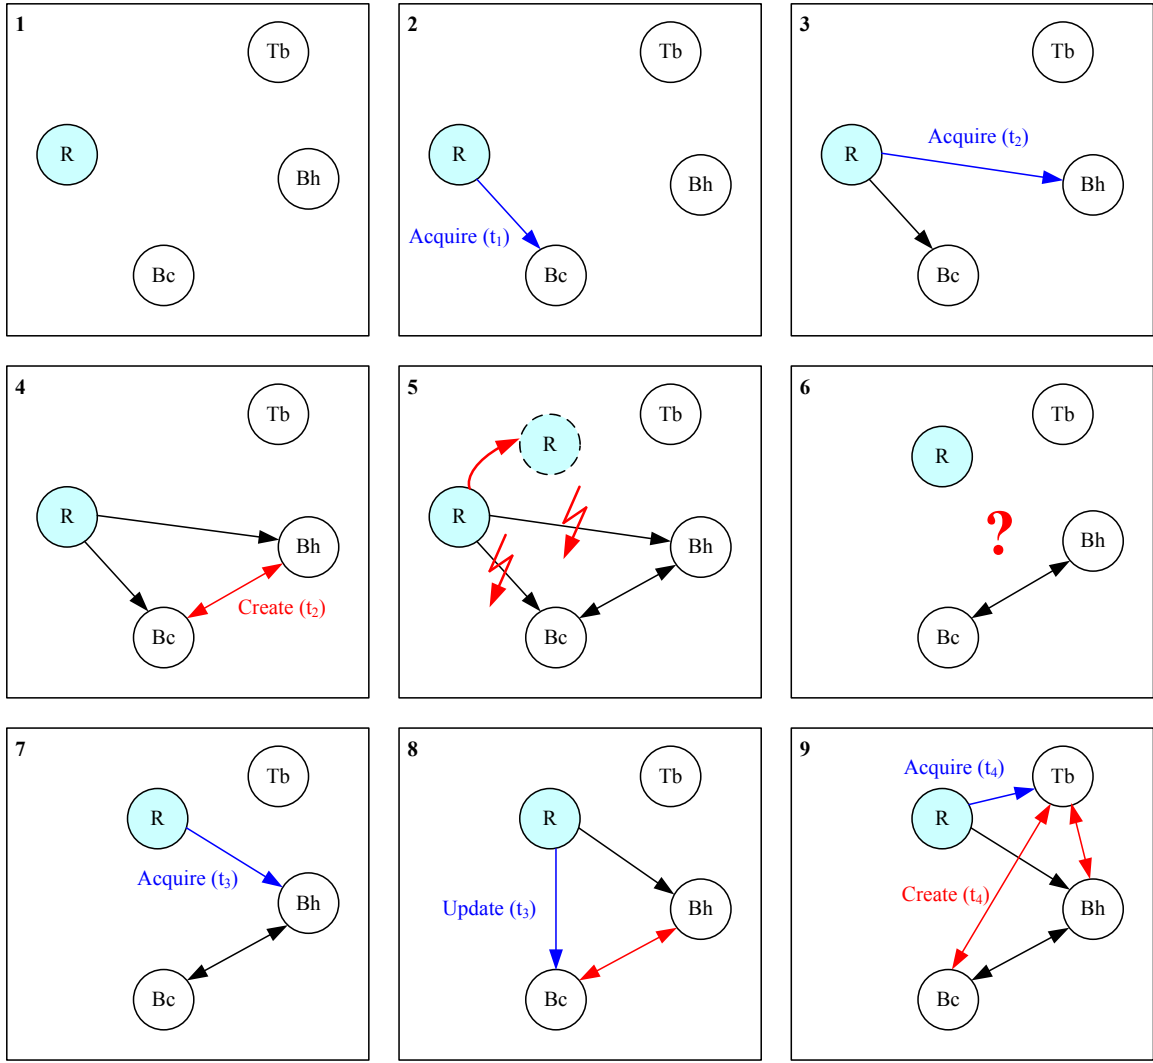 1
Tb
R
Bh
Bc
2
Tb
R
Bh
Acquire (t₁)
Bc
3
Tb
Acquire (t₂)
R
Bh
Bc
4
Tb
R
Bh
Create (t₂)
Bc
5
Tb
R
R
Bh
Bc
6
Tb
R
?
Bh
Bc
7
Tb
R
Acquire (t₃)
Bh
Bc
8
Tb
R
Update (t₃)
Bh
Bc
9
Acquire (t₄)
Tb
R
Create (t₄)
Bh
Bc